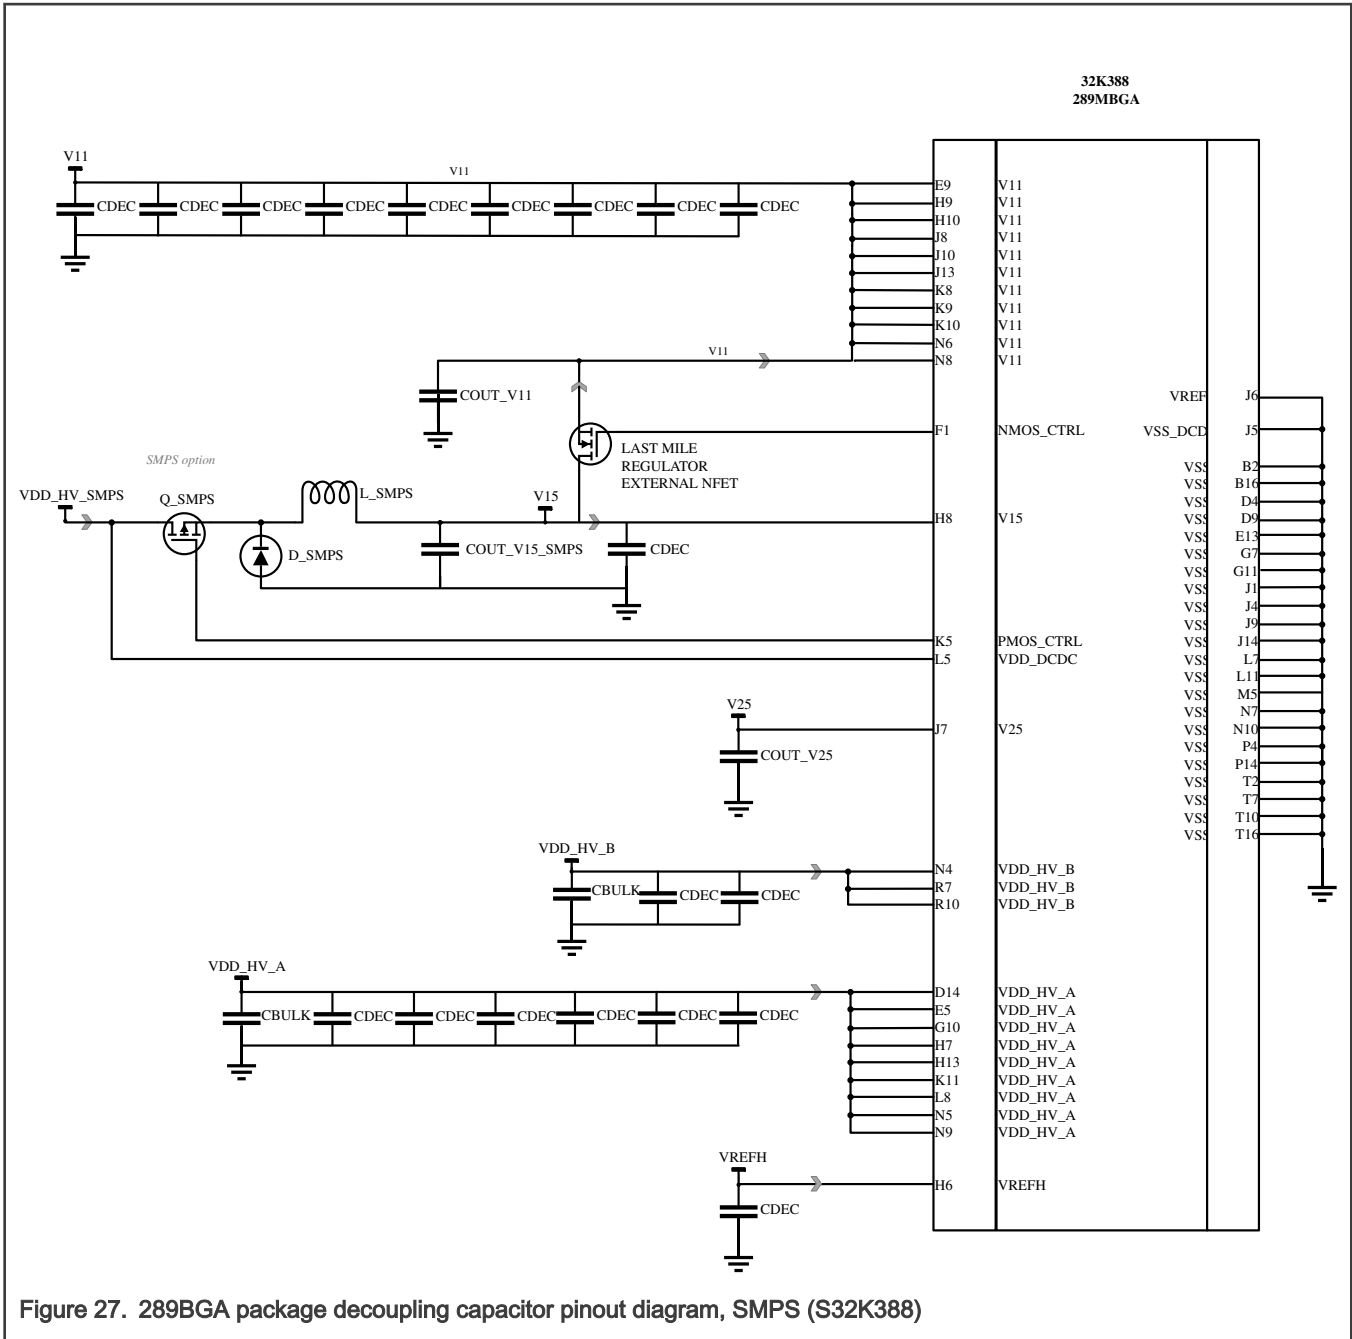 32K388
289MBGA
V11
V11
CDEC CDEC CDEC CDEC CDEC CDEC CDEC CDEC CDEC
E9 V11
H9 V11
H10 V11
J8 V11
J10 V11
J13 V11
K8 V11
K9 V11
K10 V11
N6 V11
V11 N8 V11
COUT_V11
VREF J6
F1 NMOS_CTRL VSS_DCD J5
LAST MILE
REGULATOR
EXTERNAL NFET
SMPS option
VDD_HV_SMPS Q_SMPS L_SMPS V15
H8 V15
D_SMPS COUT_V15_SMPS CDEC
K5 PMOS_CTRL
L5 VDD_DCDC
VSS B2
VSS B16
VSS D4
VSS D9
VSS E13
VSS G7
VSS G11
VSS J1
VSS J4
VSS J9
VSS J14
VSS L7
VSS L11
VSS M5
VSS N7
VSS N10
VSS P4
VSS P14
VSS T2
VSS T7
VSS T10
VSS T16
V25
J7 V25
COUT_V25
VDD_HV_B
CBULK CDEC CDEC
N4 VDD_HV_B
R7 VDD_HV_B
R10 VDD_HV_B
VDD_HV_A
CBULK CDEC CDEC CDEC CDEC CDEC CDEC
D14 VDD_HV_A
E5 VDD_HV_A
G10 VDD_HV_A
H7 VDD_HV_A
H13 VDD_HV_A
K11 VDD_HV_A
L8 VDD_HV_A
N5 VDD_HV_A
N9 VDD_HV_A
VREFH
H6 VREFH
CDEC
Figure 27. 289BGA package decoupling capacitor pinout diagram, SMPS (S32K388)